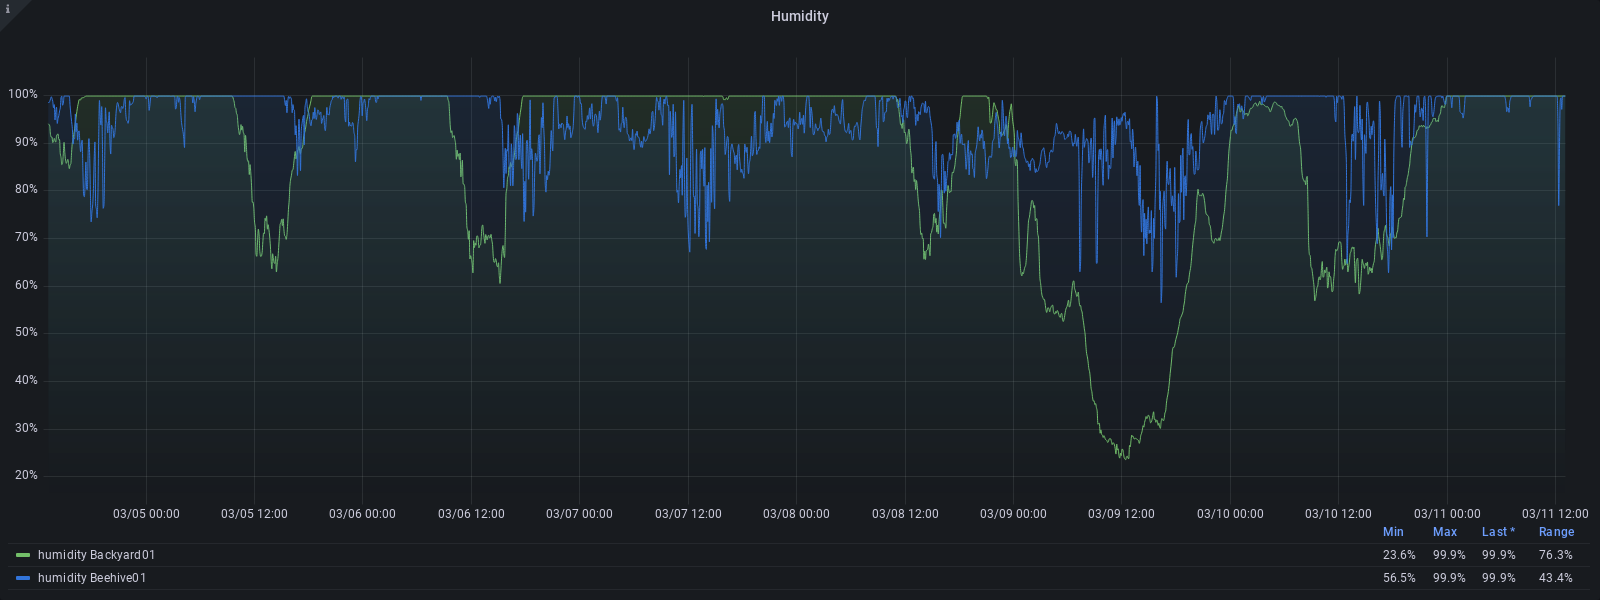 i
Humidity
100%
90%
80%
70%
60%
50%
40%
30%
20%
03/05 00:00 03/05 12:00 03/06 00:00 03/06 12:00 03/07 00:00 03/07 12:00 03/08 00:00 03/08 12:00 03/09 00:00 03/09 12:00 03/10 00:00 03/10 12:00 03/11 00:00 03/11 12:00
Min Max Last * Range
humidity Backyard01 23.6% 99.9% 99.9% 76.3%
humidity Beehive01 56.5% 99.9% 99.9% 43.4%